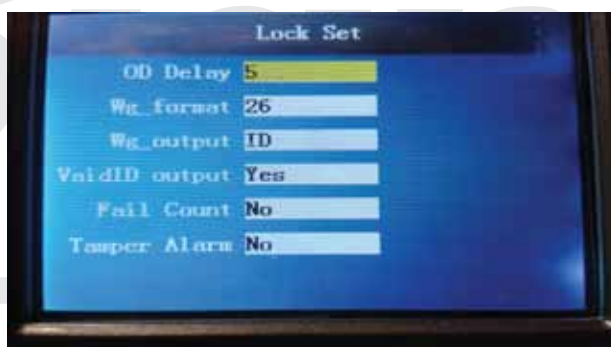 Lock Set
OD Delay 5
Wg_format 26
Wg_output ID
VaidID output Yes
Fail Count No
Tamper Alarm No